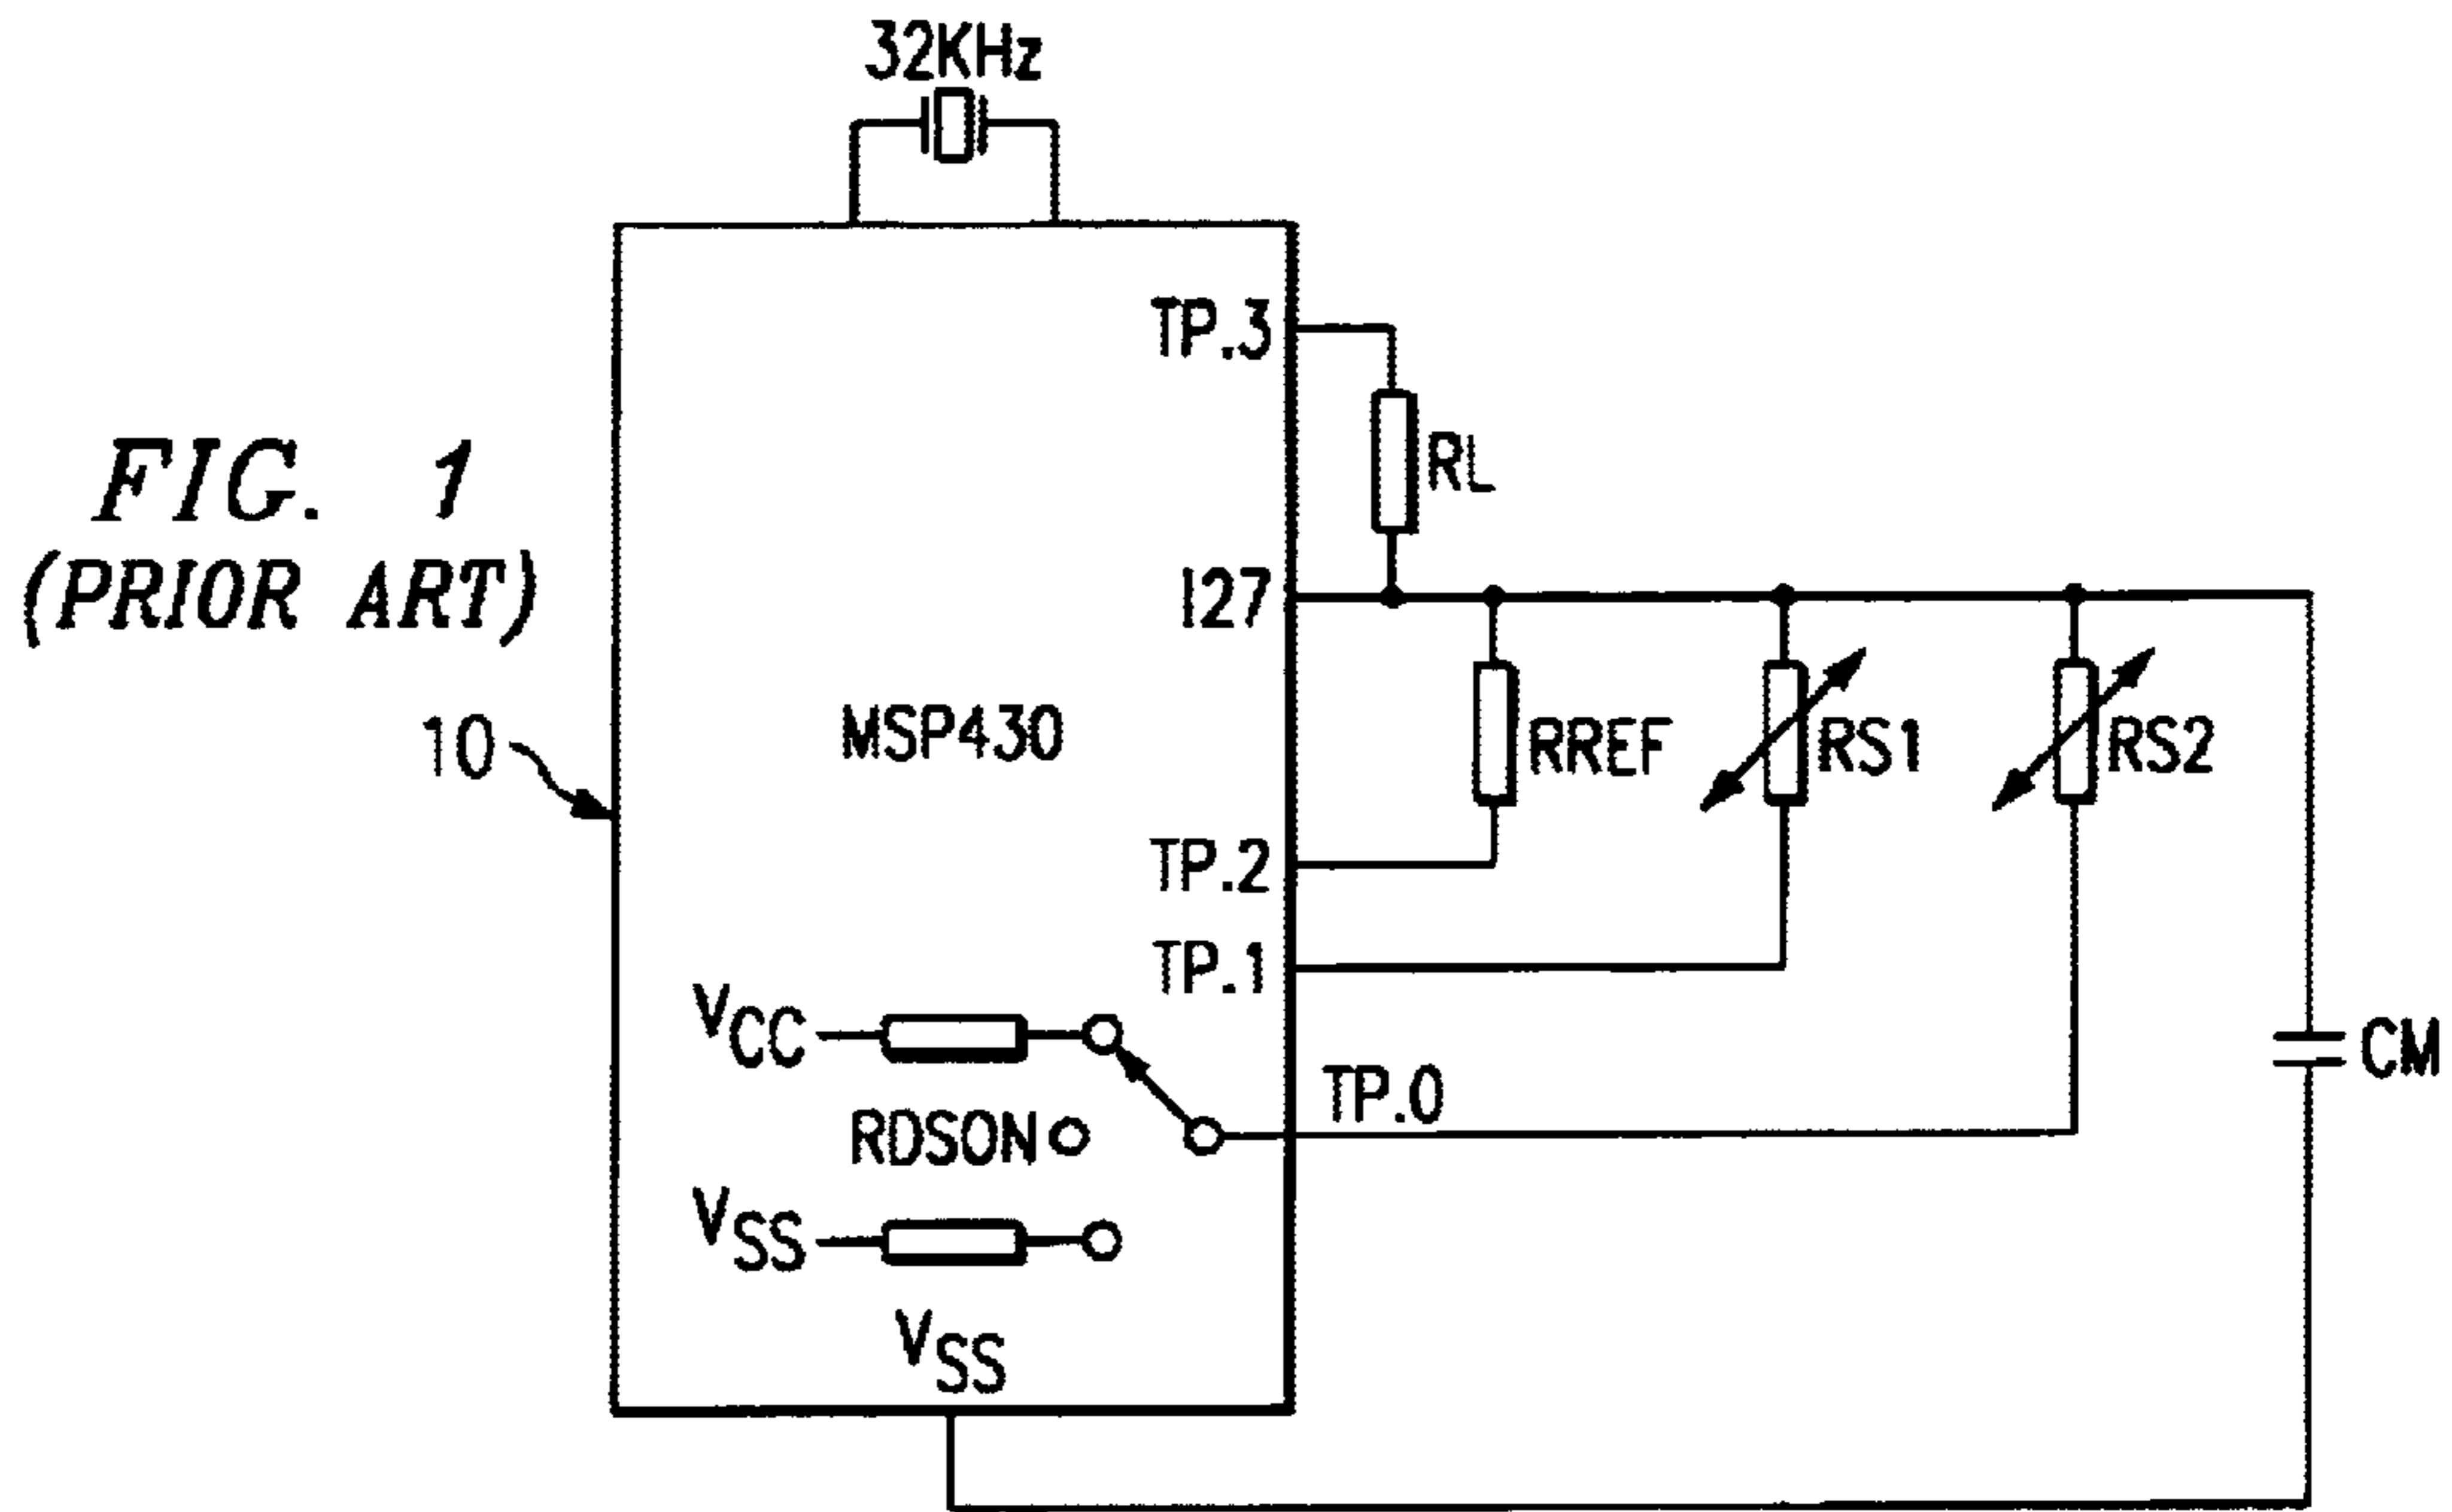 32KHz
TP.3
RL
FIG. 1
(PRIOR ART)
I27
10
MSP430
RREF
RS1
RS2
TP.2
TP.1
VCC
CM
TP.0
RDSON
VSS
VSS